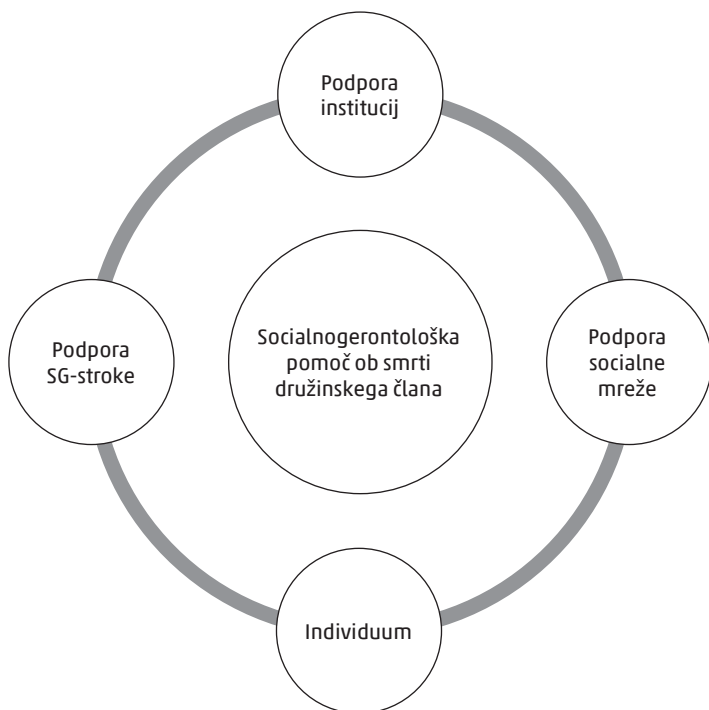 Podpora
institucij
Podpora
SG-stroke
Socialnogerontološka
pomoč ob smrti
družinskega člana
Podpora
socialne
mreže
Individuum